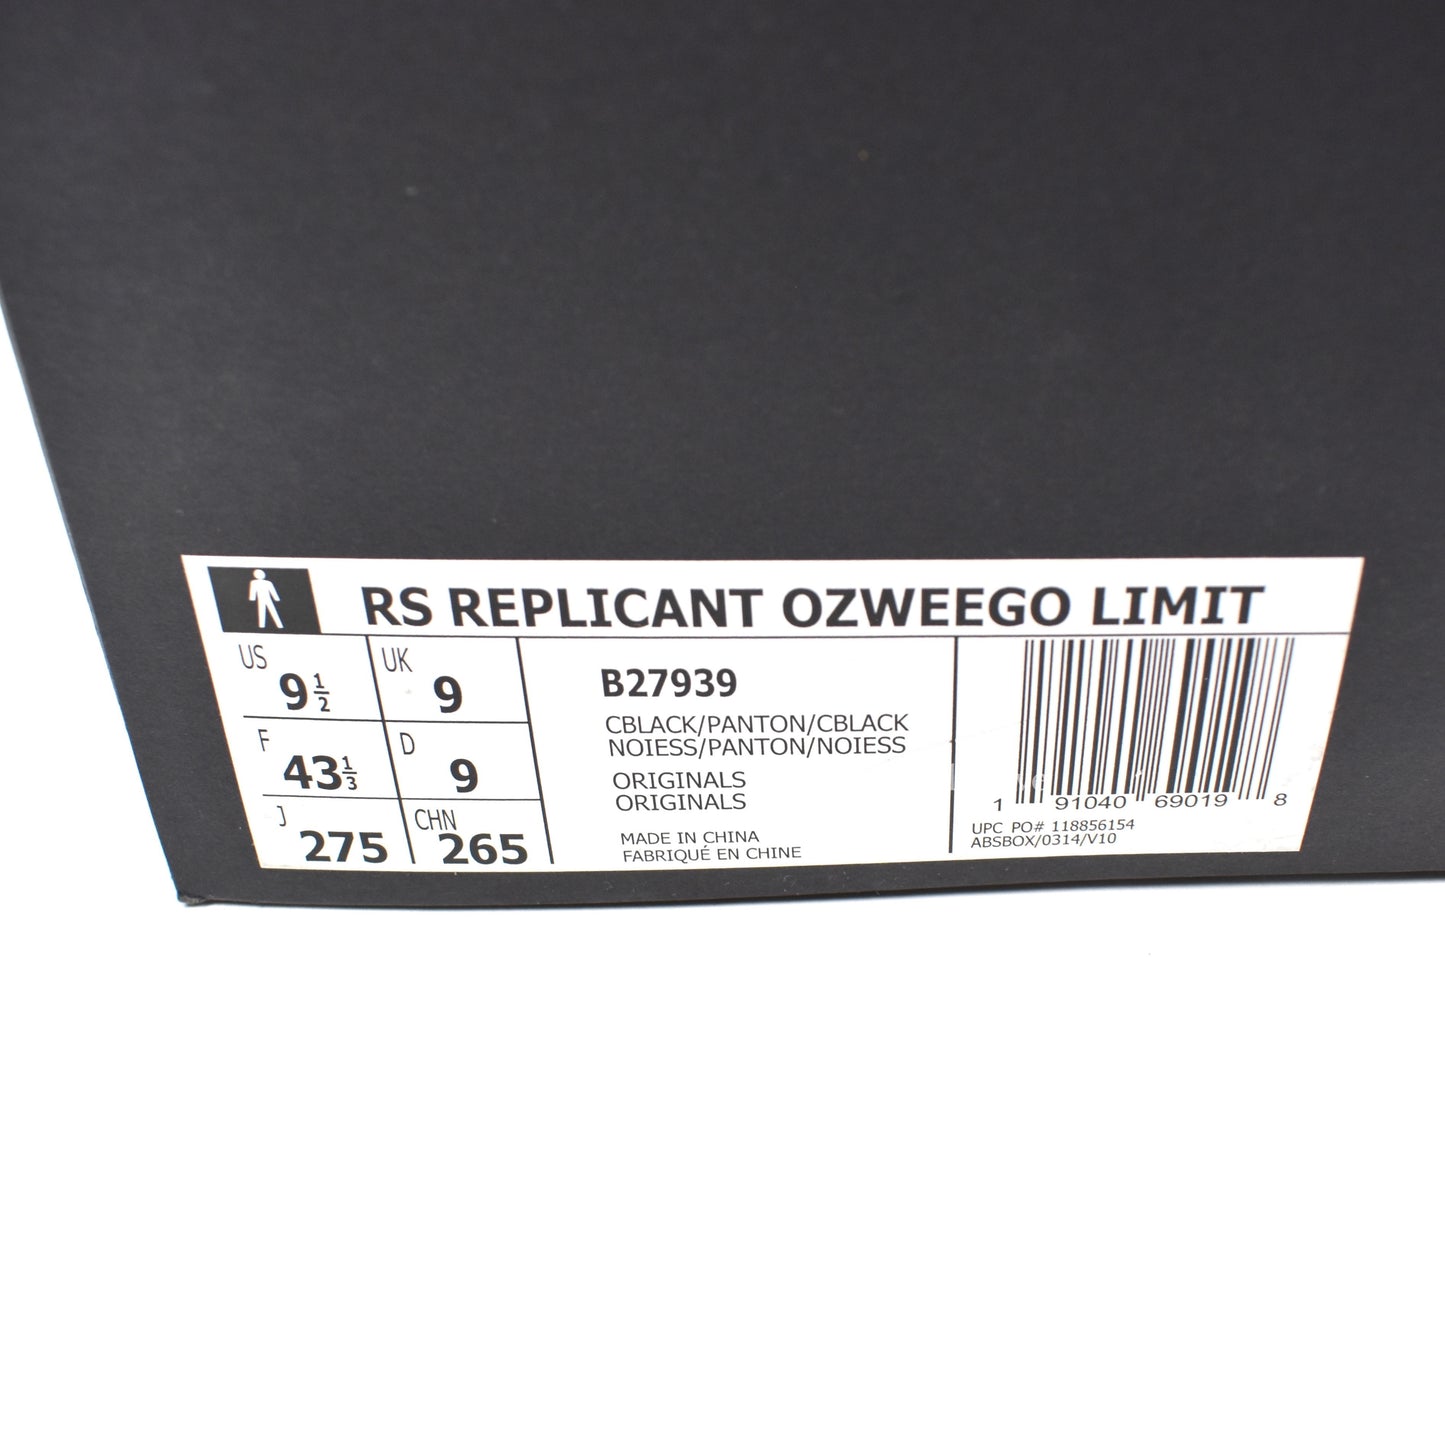 RS REPLICANT OZWEEGO LIMIT
US 9 1/2 UK 9
F 43 1/3 D 9
J 275 CHN 265
B27939
CBLACK/PANTON/CBLACK
NOIESS/PANTON/NOIESS
ORIGINALS
ORIGINALS
MADE IN CHINA
FABRIQUÉ EN CHINE
1 91040 69019 8
UPC PO# 118856154
ABSBOX/0314/V10